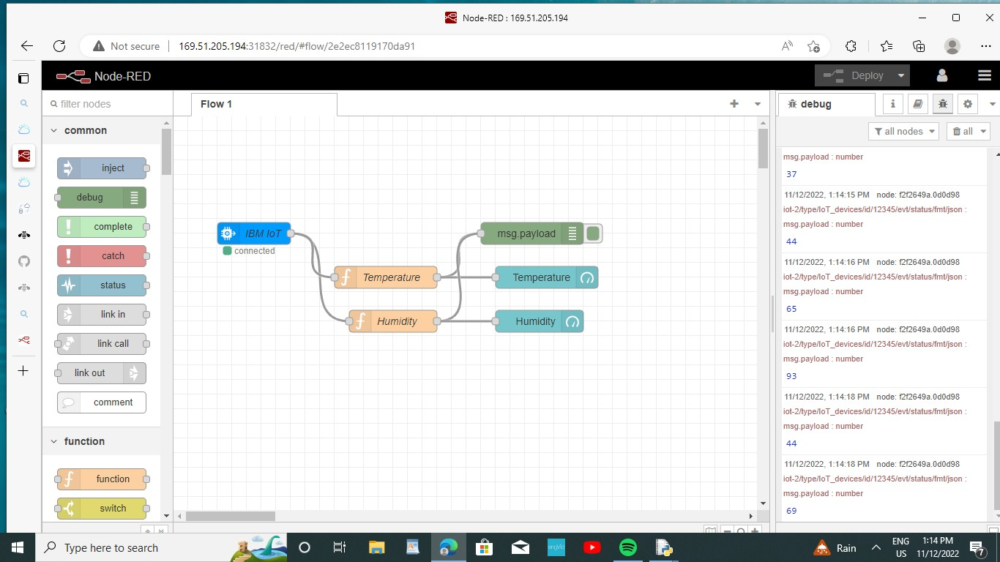 Node-RED : 169.51.205.194
Not secure
169.51.205.194:31832/red/#flow/2e2ec8119170da91
Node-RED
Deploy
filter nodes
Flow 1
debug
i
common
all nodes
all
inject
debug
complete
catch
status
link in
link call
link out
comment
function
function
switch
IBM IoT
connected
msg.payload
Temperature
Temperature
Humidity
Humidity
msg.payload : number
37
11/12/2022, 1:14:15 PM node: f2f2649a.0d0d98
iot-2/type/IoT_devices/id/12345/evt/status/fmt/json :
msg.payload : number
44
11/12/2022, 1:14:16 PM node: f2f2649a.0d0d98
iot-2/type/IoT_devices/id/12345/evt/status/fmt/json :
msg.payload : number
65
11/12/2022, 1:14:16 PM node: f2f2649a.0d0d98
iot-2/type/IoT_devices/id/12345/evt/status/fmt/json :
msg.payload : number
93
11/12/2022, 1:14:18 PM node: f2f2649a.0d0d98
iot-2/type/IoT_devices/id/12345/evt/status/fmt/json :
msg.payload : number
44
11/12/2022, 1:14:18 PM node: f2f2649a.0d0d98
iot-2/type/IoT_devices/id/12345/evt/status/fmt/json :
msg.payload : number
69
Type here to search
Rain
ENG
US
1:14 PM
11/12/2022
7